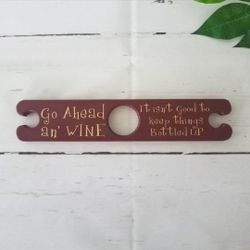 Go Ahead
an' WINE
It isn't Good to
keep things
Bottled UP